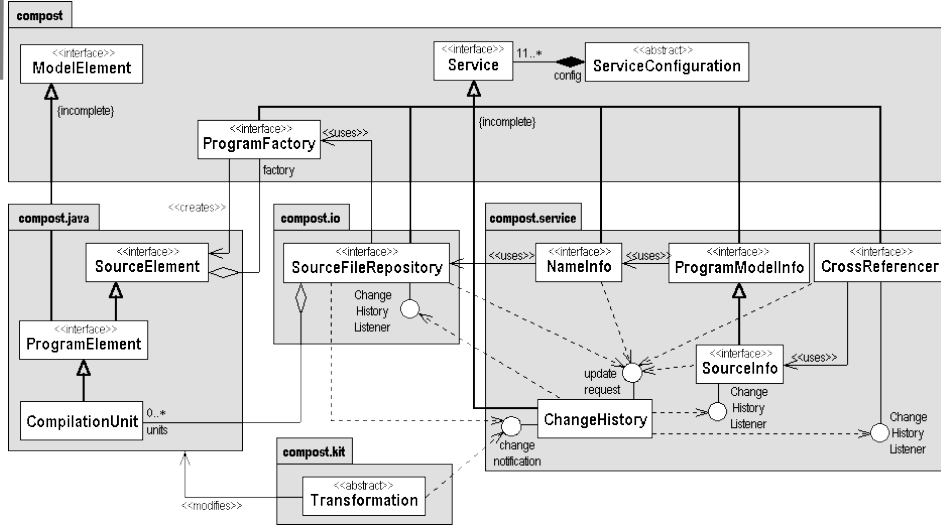 compost
<<interface>>
ModelElement
{incomplete}
<<interface>>
Service
11..*
config
<<abstract>>
ServiceConfiguration
{incomplete}
<<interface>>
ProgramFactory
<<uses>>
factory
<<creates>>
compost.java
<<interface>>
SourceElement
<<interface>>
ProgramElement
CompilationUnit
0..*
units
compost.io
<<interface>>
SourceFileRepository
Change
History
Listener
compost.service
<<uses>>
<<interface>>
NameInfo
<<uses>>
<<interface>>
ProgramModelInfo
<<interface>>
CrossReferencer
<<interface>>
SourceInfo
<<uses>>
update
request
Change
History
Listener
ChangeHistory
change
notification
Change
History
Listener
compost.kit
<<abstract>>
Transformation
<<modifies>>